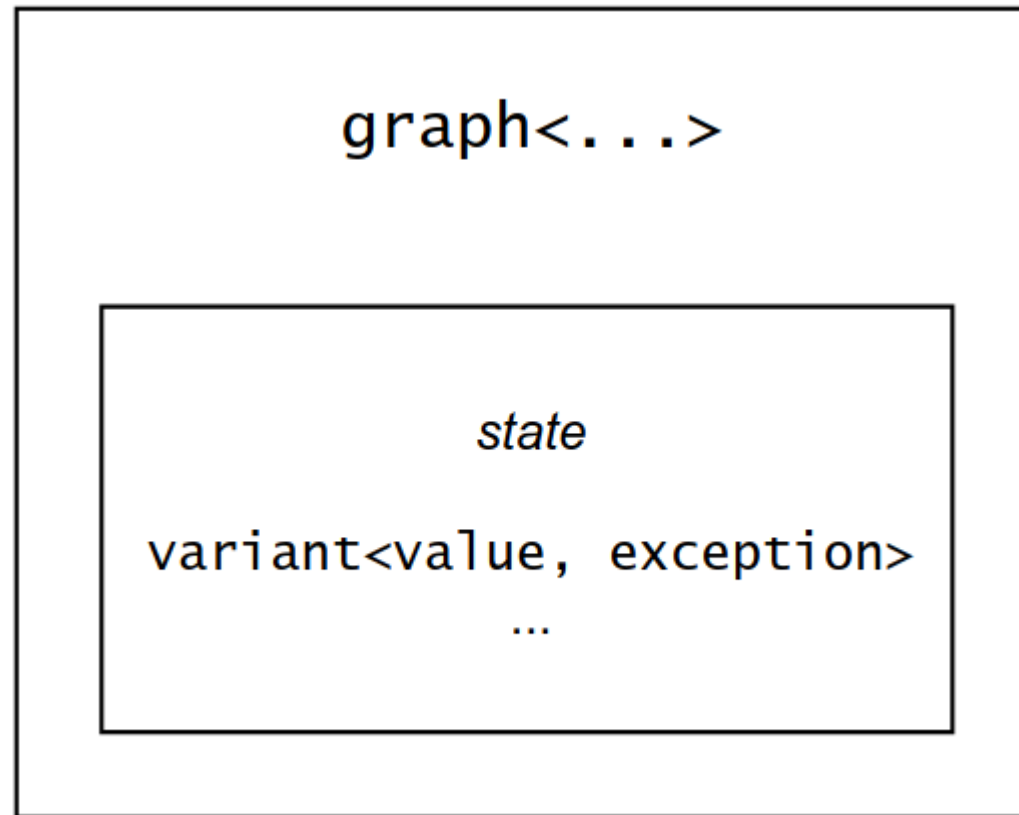 graph<...>
state
variant<value, exception>
...